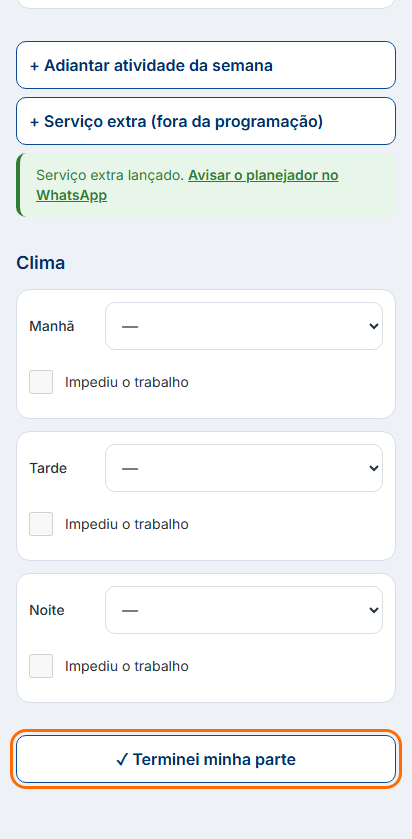 + Adiantar atividade da semana
+ Serviço extra (fora da programação)
Serviço extra lançado. Avisar o planejador no
WhatsApp
Clima
Manhã
—
Impediu o trabalho
Tarde
—
Impediu o trabalho
Noite
—
Impediu o trabalho
✓ Terminei minha parte